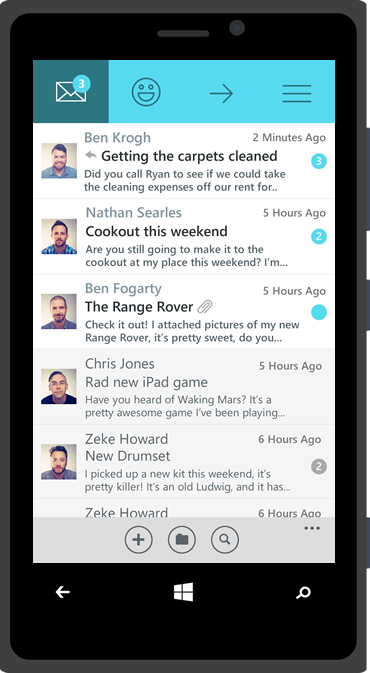 3
Ben Krogh
2 Minutes Ago
Getting the carpets cleaned
3
Did you call Ryan to see if we could take
the cleaning expenses off our rent for..
Nathan Searles
5 Hours Ago
Cookout this weekend
2
Are you still going to make it to the
cookout at my place this weekend? I'm...
Ben Fogarty
5 Hours Ago
The Range Rover
Check it out! I attached pictures of my new
Range Rover, it's pretty sweet, do you...
Chris Jones
5 Hours Ago
Rad new iPad game
Have you heard of Waking Mars? It's a
pretty awesome game I've been playing...
Zeke Howard
6 Hours Ago
New Drumset
2
I picked up a new kit this weekend, it's
pretty killer! It's an old Ludwig, and it has...
Zeke Howard
6 Hours Ago